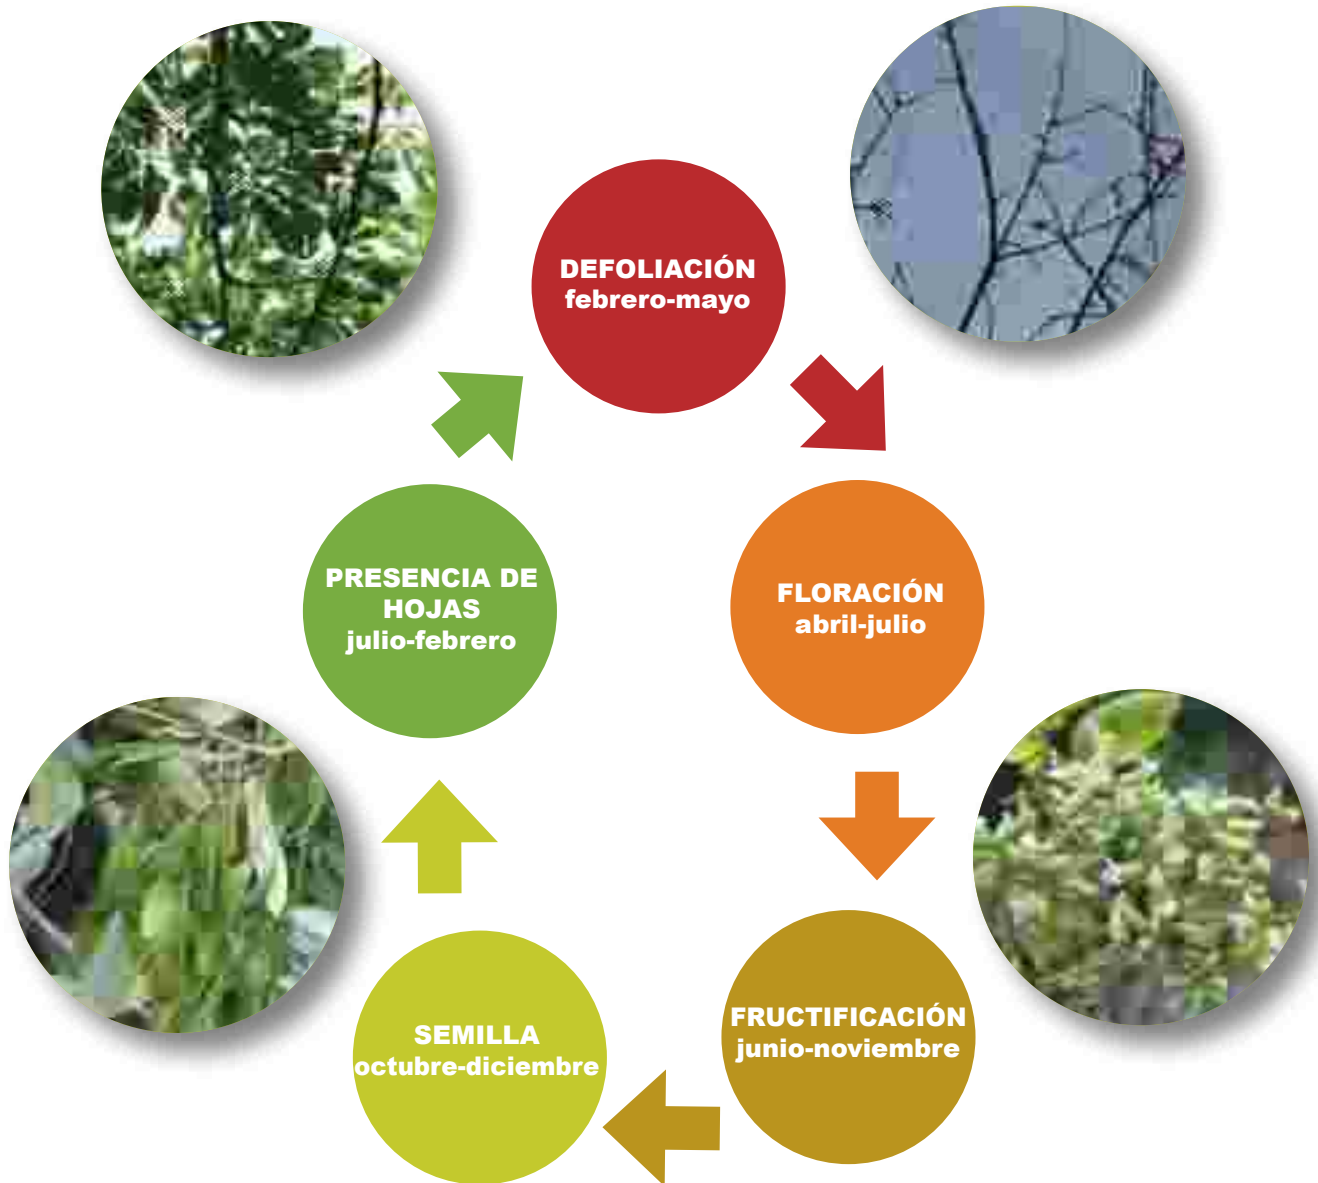 DEFOLIACIÓN
febrero-mayo
FLORACIÓN
abril-julio
FRUCTIFICACIÓN
junio-noviembre
SEMILLA
octubre-diciembre
PRESENCIA DE
HOJAS
julio-febrero